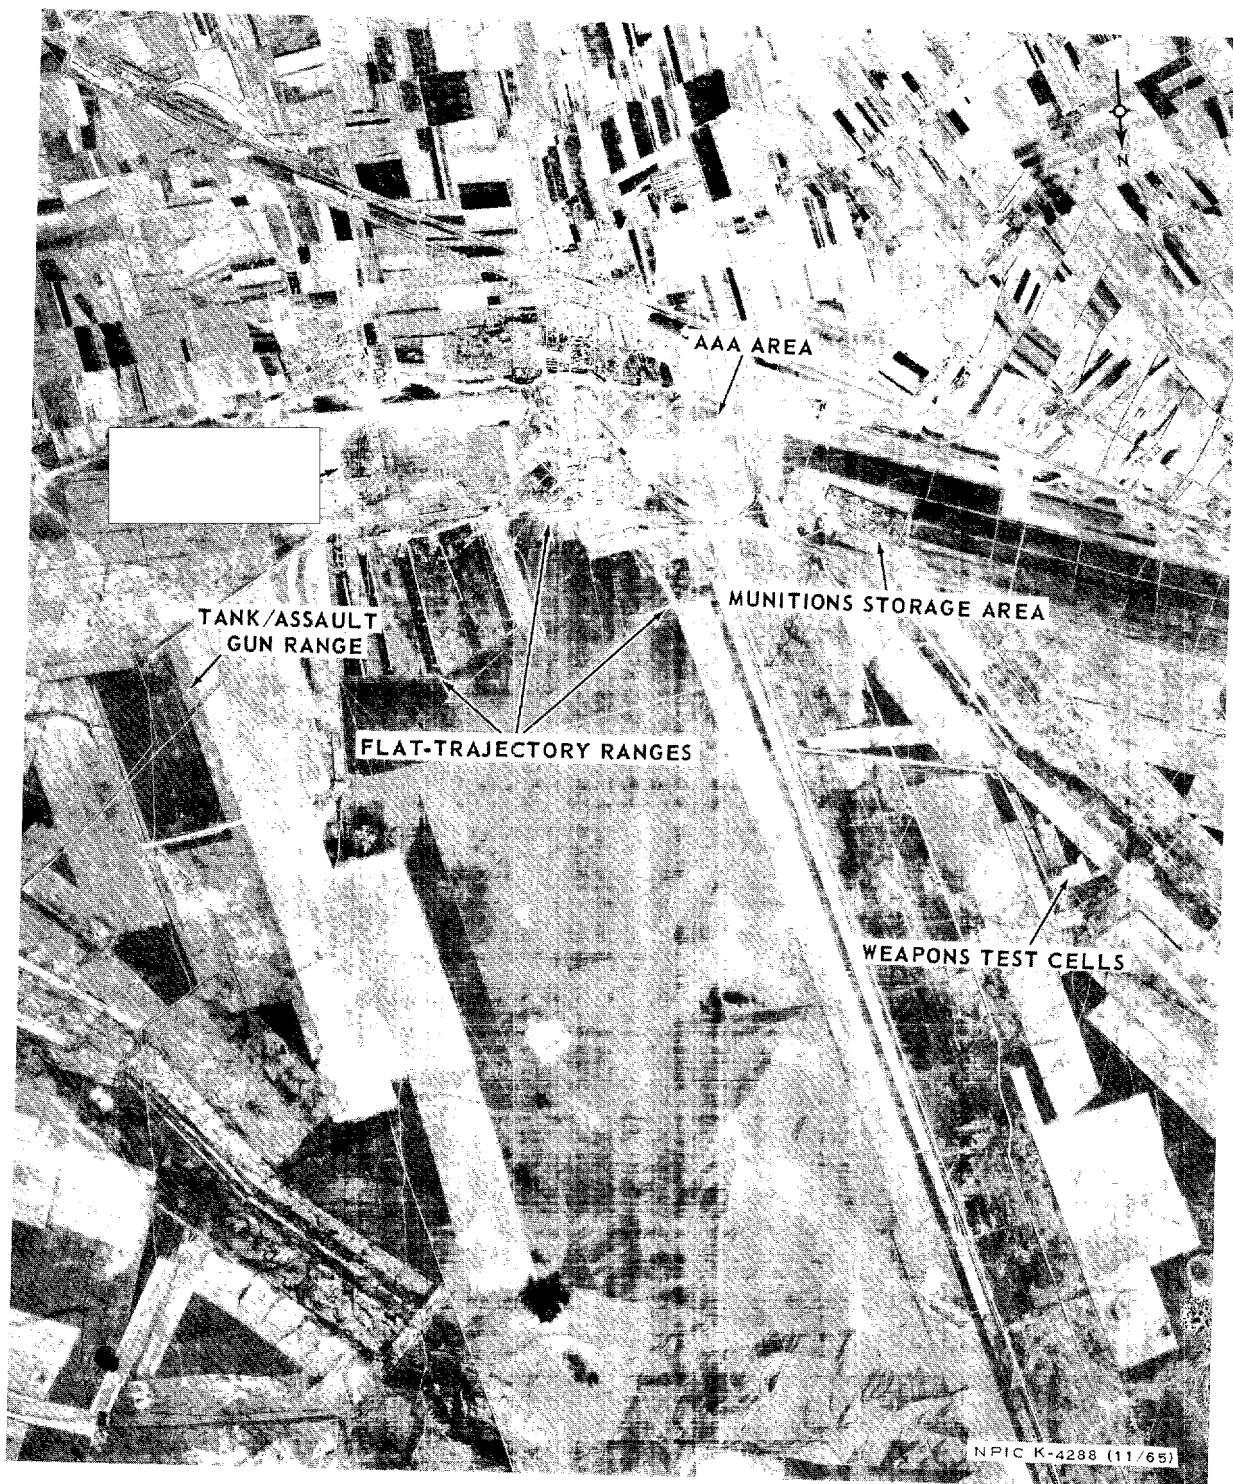 N
AAA AREA
MUNITIONS STORAGE AREA
TANK/ASSAULT
GUN RANGE
FLAT-TRAJECTORY RANGES
WEAPONS TEST CELLS
NPIC K-4288 (11/65)